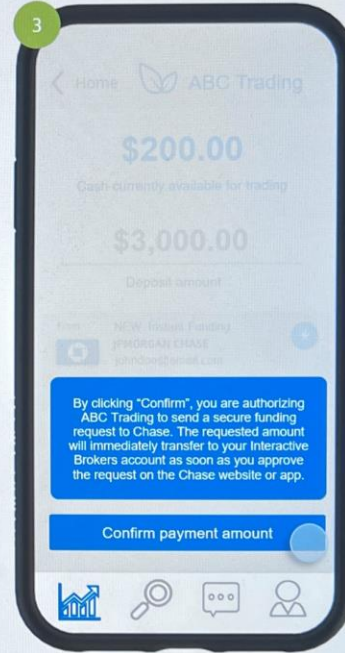 3
Home
ABC Trading
$200.00
Cash currently available for trading
$3,000.00
Deposit amount
From
NEW: Instant Funding
JPMORGAN CHASE
By clicking "Confirm", you are authorizing
ABC Trading to send a secure funding
request to Chase. The requested amount
will immediately transfer to your Interactive
Brokers account as soon as you approve
the request on the Chase website or app.
Confirm payment amount